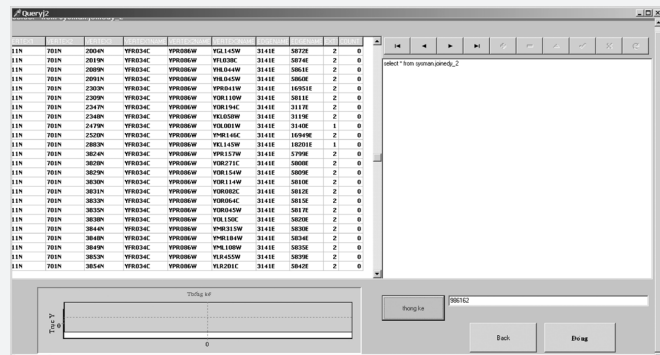 Queryj2
select * from sysman.joinedy_2
11N 701N 2004N YFR034C YPR086W YGL145W 3141E 5872E 2 0
11N 701N 2019N YFR034C YPR086W YFL038C 3141E 5874E 2 0
11N 701N 2089N YFR034C YPR086W YHL044W 3141E 5861E 2 0
11N 701N 2091N YFR034C YPR086W YHL045W 3141E 5860E 2 0
11N 701N 2303N YFR034C YPR086W YPR041W 3141E 16951E 2 0
11N 701N 2309N YFR034C YPR086W YOR110W 3141E 5811E 2 0
11N 701N 2347N YFR034C YPR086W YOR194C 3141E 3117E 2 0
11N 701N 2348N YFR034C YPR086W YKL058W 3141E 3119E 2 0
11N 701N 2479N YFR034C YPR086W YOL001W 3141E 3140E 1 0
11N 701N 2520N YFR034C YPR086W YMR146C 3141E 16949E 2 0
11N 701N 2883N YFR034C YPR086W YKL145W 3141E 18201E 1 0
11N 701N 3824N YFR034C YPR086W YPR157W 3141E 5799E 2 0
11N 701N 3828N YFR034C YPR086W YOR271C 3141E 5808E 2 0
11N 701N 3829N YFR034C YPR086W YOR154W 3141E 5809E 2 0
11N 701N 3830N YFR034C YPR086W YOR114W 3141E 5810E 2 0
11N 701N 3831N YFR034C YPR086W YOR082C 3141E 5812E 2 0
11N 701N 3833N YFR034C YPR086W YOR064C 3141E 5815E 2 0
11N 701N 3835N YFR034C YPR086W YOR045W 3141E 5817E 2 0
11N 701N 3838N YFR034C YPR086W YOL150C 3141E 5820E 2 0
11N 701N 3844N YFR034C YPR086W YMR315W 3141E 5830E 2 0
11N 701N 3848N YFR034C YPR086W YMR184W 3141E 5834E 2 0
11N 701N 3849N YFR034C YPR086W YML108W 3141E 5835E 2 0
11N 701N 3853N YFR034C YPR086W YLR455W 3141E 5839E 2 0
11N 701N 3854N YFR034C YPR086W YLR201C 3141E 5842E 2 0
Thống kê
Trục Y
0
0
thong ke
986162
Back
Đóng